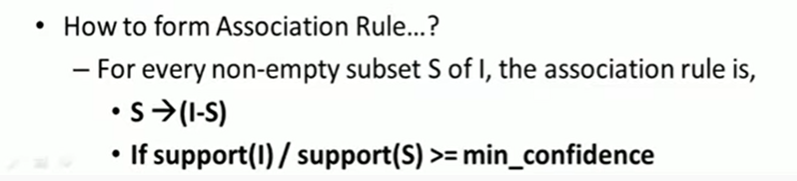 • How to form Association Rule...?
– For every non-empty subset S of I, the association rule is,
• S →(I-S)
• If support(I) / support(S) >= min_confidence